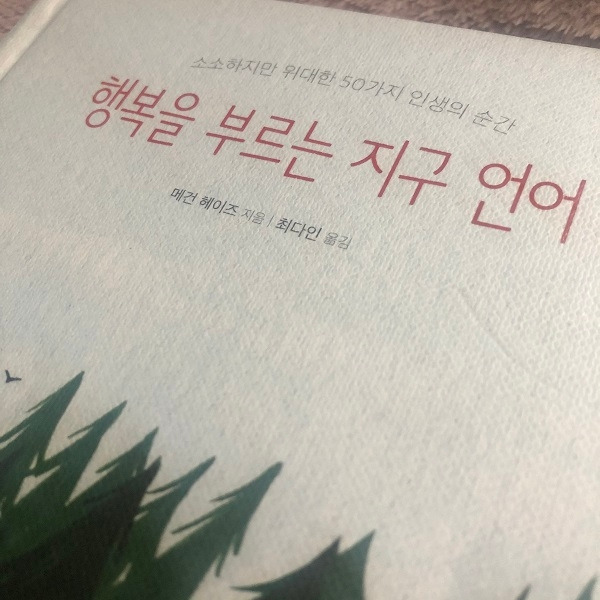 소소하지만 위대한 50가지 인생의 순간
행복을 부르는 지구 언어
메건 헤이즈 지음 | 최다인 옮김